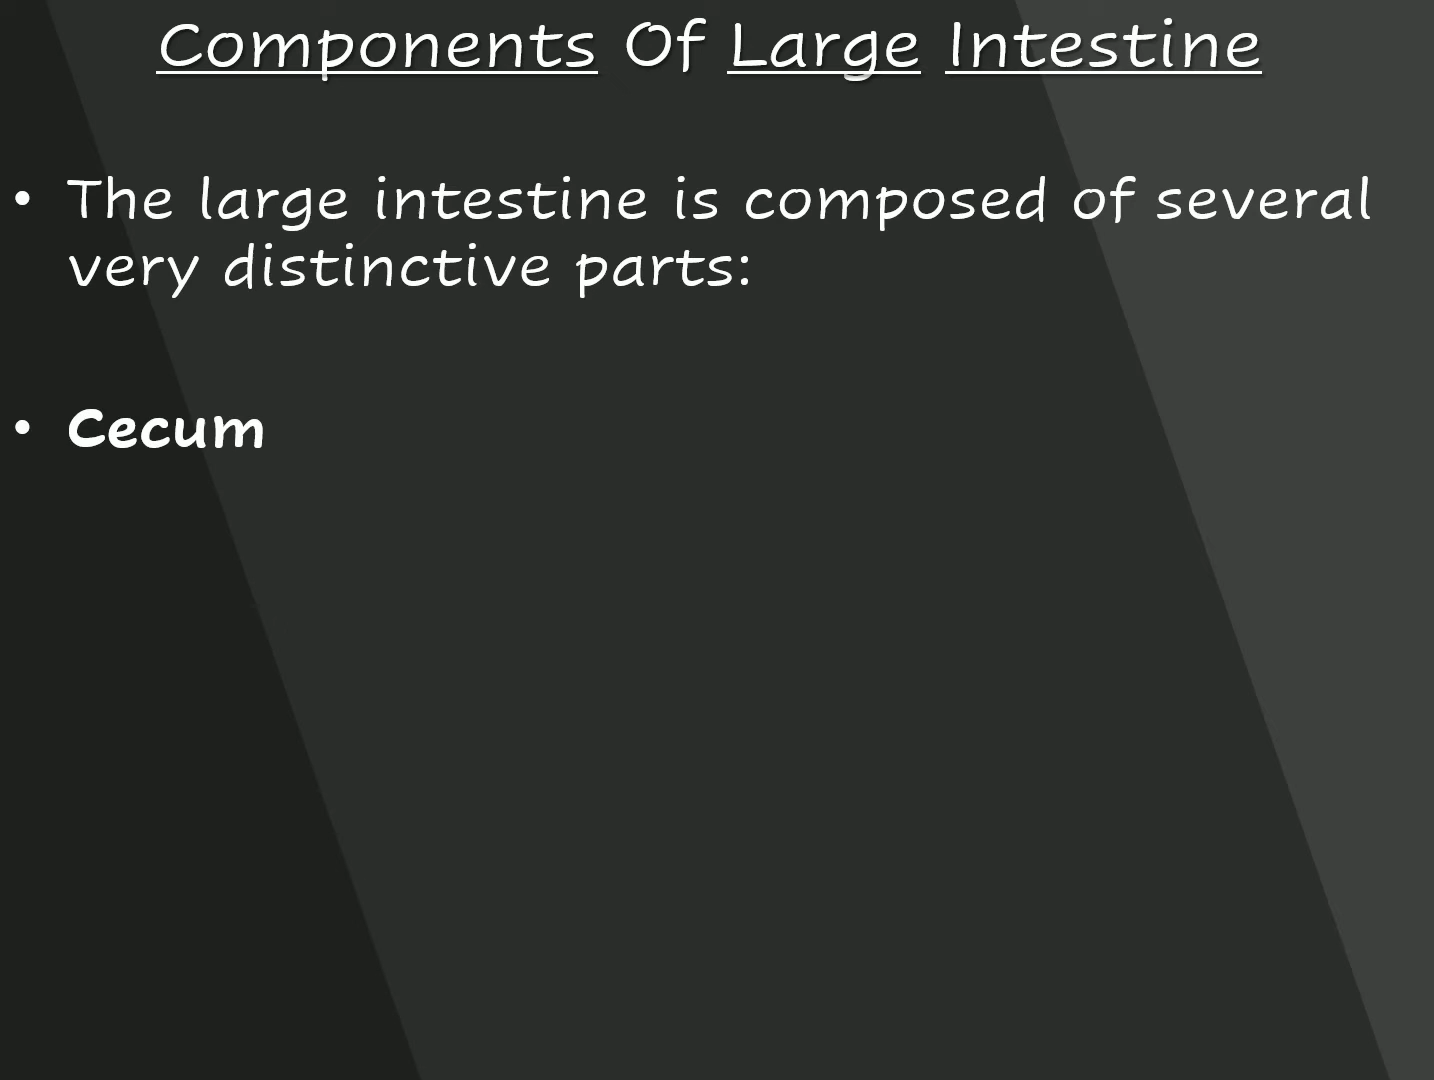 Components Of Large Intestine
• The large intestine is composed of several
very distinctive parts:
• Cecum